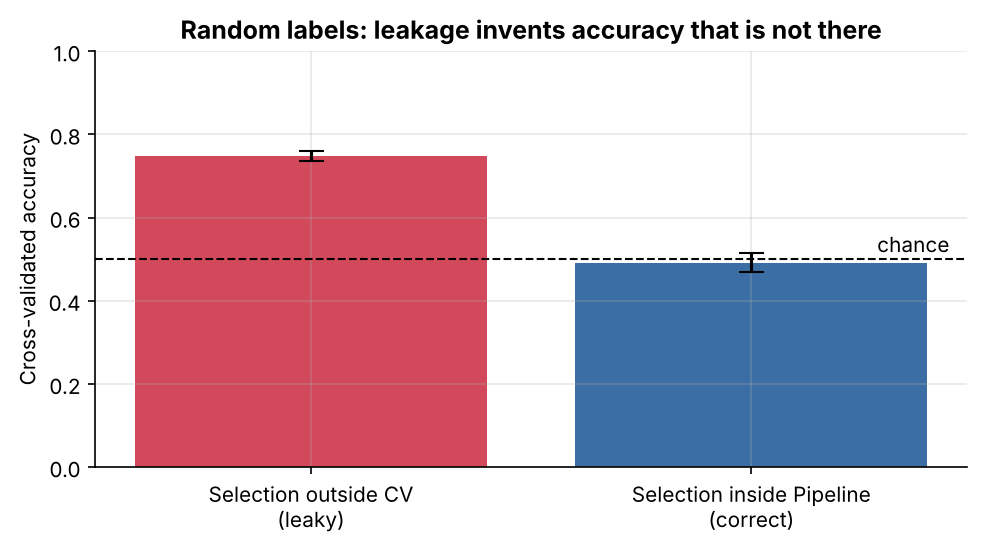 Random labels: leakage invents accuracy that is not there
Cross-validated accuracy
1.0
0.8
0.6
0.4
0.2
0.0
chance
Selection outside CV
(leaky)
Selection inside Pipeline
(correct)